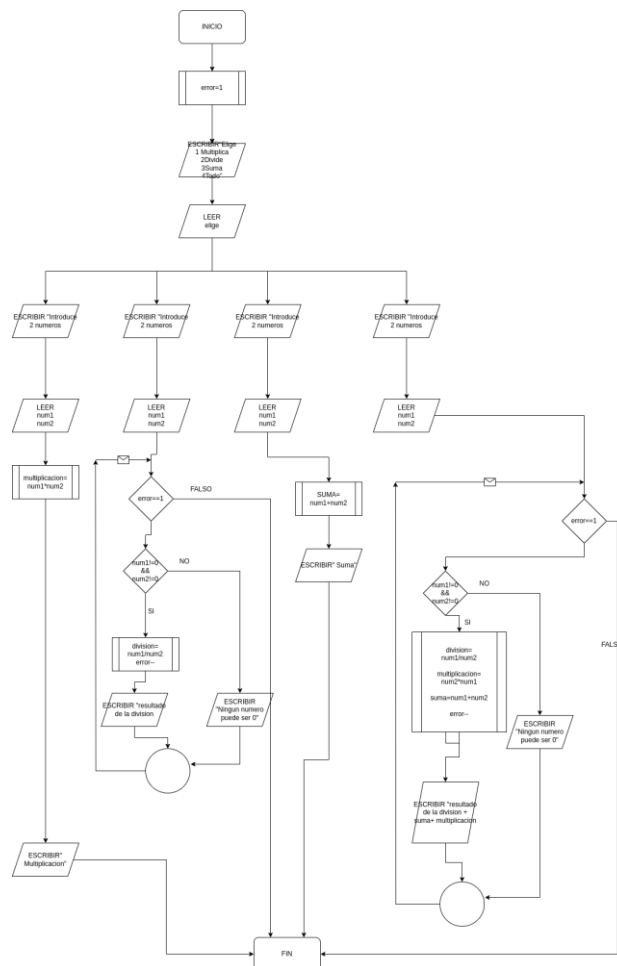 INICIO
error=1
ESCRIBIR"Elige
1 Multiplica
2Divide
3Suma
4Todo"
LEER
elige
ESCRIBIR "Introduce
2 numeros
ESCRIBIR "Introduce
2 numeros
ESCRIBIR "Introduce
2 numeros
ESCRIBIR "Introduce
2 numeros
LEER
num1
num2
LEER
num1
num2
LEER
num1
num2
LEER
num1
num2
multiplicacion=
num1*num2
error==1
FALSO
SUMA=
num1+num2
error==1
FALS
num1!=0
&&
num2!=0
NO
SI
ESCRIBIR" Suma"
num1!=0
&&
num2!=0
NO
SI
division=
num1/num2
error--
division=
num1/num2
multiplicacion=
num2*num1
suma=num1+num2
error--
ESCRIBIR "resultado
de la division
ESCRIBIR
"Ningun numero
puede ser 0"
ESCRIBIR
"Ningun numero
puede ser 0"
ESCRIBIR "resultado
de la division +
suma+ multiplicacion
ESCRIBIR"
Multiplicacion"
FIN